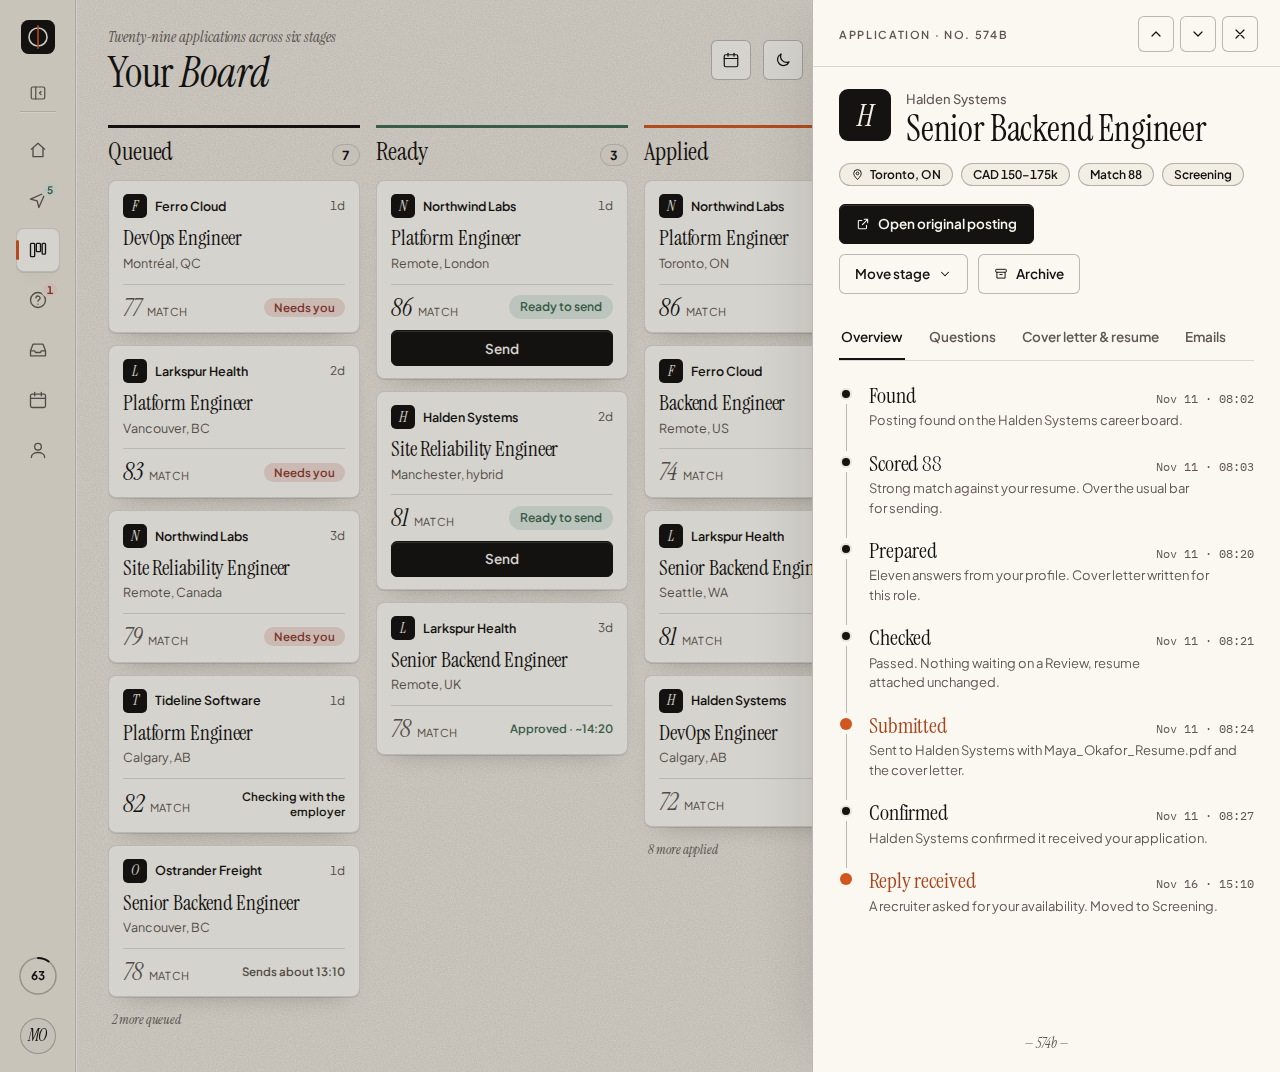 Twenty-nine applications across six stages
Your Board
5
1
63
MO
Queued
7
F Ferro Cloud 1d
DevOps Engineer
Montréal, QC
77 MATCH Needs you
L Larkspur Health 2d
Platform Engineer
Vancouver, BC
83 MATCH Needs you
N Northwind Labs 3d
Site Reliability Engineer
Remote, Canada
79 MATCH Needs you
T Tideline Software 1d
Platform Engineer
Calgary, AB
82 MATCH Checking with the
employer
O Ostrander Freight 1d
Senior Backend Engineer
Vancouver, BC
78 MATCH Sends about 13:10
2 more queued
Ready
3
N Northwind Labs 1d
Platform Engineer
Remote, London
86 MATCH Ready to send
Send
H Halden Systems 2d
Site Reliability Engineer
Manchester, hybrid
81 MATCH Ready to send
Send
L Larkspur Health 3d
Senior Backend Engineer
Remote, UK
78 MATCH Approved · ~14:20
Applied
N Northwind Labs
Platform Engineer
Toronto, ON
86 MATCH
F Ferro Cloud
Backend Engineer
Remote, US
74 MATCH
L Larkspur Health
Senior Backend Engin
Seattle, WA
81 MATCH
H Halden Systems
DevOps Engineer
Calgary, AB
72 MATCH
8 more applied
APPLICATION · NO. 574B
H
Halden Systems
Senior Backend Engineer
Toronto, ON CAD 150–175k Match 88 Screening
Open original posting
Move stage Archive
Overview Questions Cover letter & resume Emails
Found Nov 11 · 08:02
Posting found on the Halden Systems career board.
Scored 88 Nov 11 · 08:03
Strong match against your resume. Over the usual bar
for sending.
Prepared Nov 11 · 08:20
Eleven answers from your profile. Cover letter written for
this role.
Checked Nov 11 · 08:21
Passed. Nothing waiting on a Review, resume
attached unchanged.
Submitted Nov 11 · 08:24
Sent to Halden Systems with Maya_Okafor_Resume.pdf and
the cover letter.
Confirmed Nov 11 · 08:27
Halden Systems confirmed it received your application.
Reply received Nov 16 · 15:10
A recruiter asked for your availability. Moved to Screening.
— 574b —